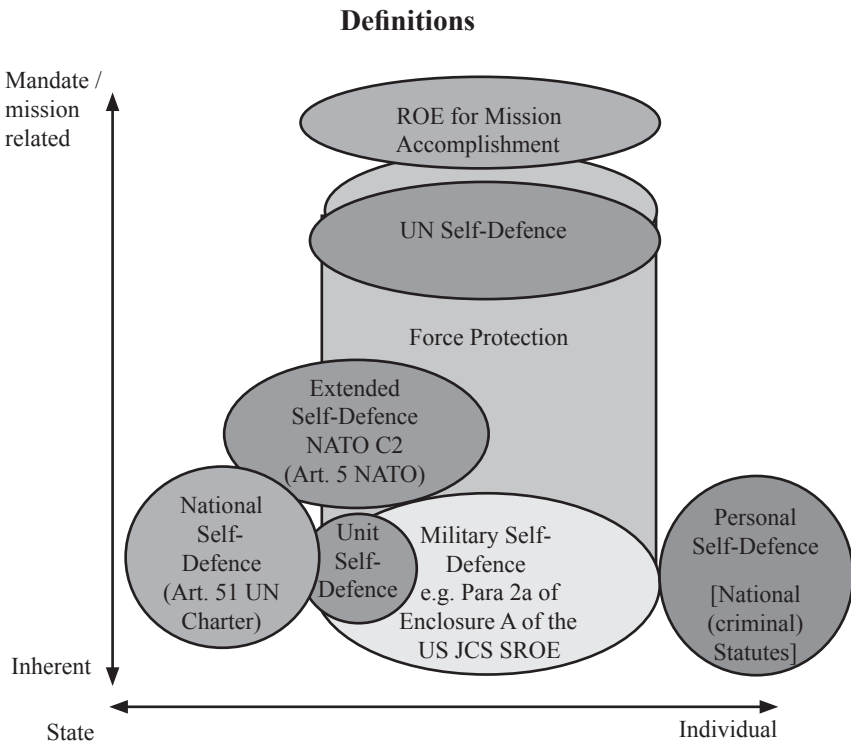 Definitions
Mandate /
mission
related
ROE for Mission
Accomplishment
UN Self-Defence
Force Protection
Extended
Self-Defence
NATO C2
(Art. 5 NATO)
National
Self-
Defence
(Art. 51 UN
Charter)
Unit
Self-
Defence
Military Self-
Defence
e.g. Para 2a of
Enclosure A of the
US JCS SROE
Personal
Self-Defence
[National
(criminal)
Statutes]
Inherent
State
Individual